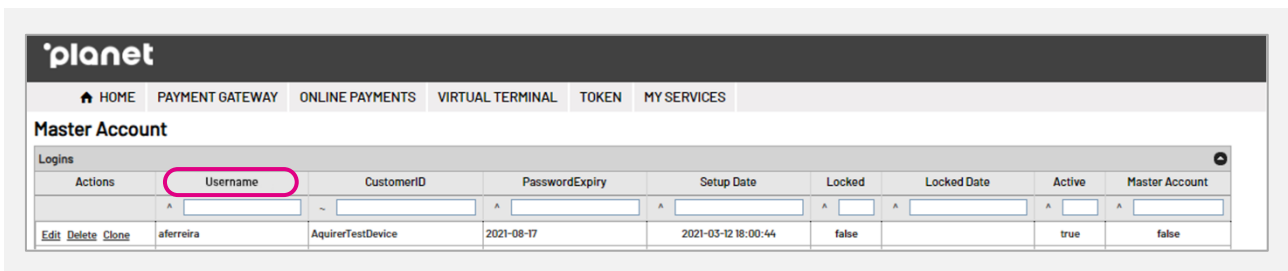 planet
HOME PAYMENT GATEWAY ONLINE PAYMENTS VIRTUAL TERMINAL TOKEN MY SERVICES
Master Account
Logins
Actions Username CustomerID PasswordExpiry Setup Date Locked Locked Date Active Master Account
^ ~ ^ ^ ^ ^ ^ ^
Edit Delete Clone aferreira AquirerTestDevice 2021-08-17 2021-03-12 18:00:44 false true false